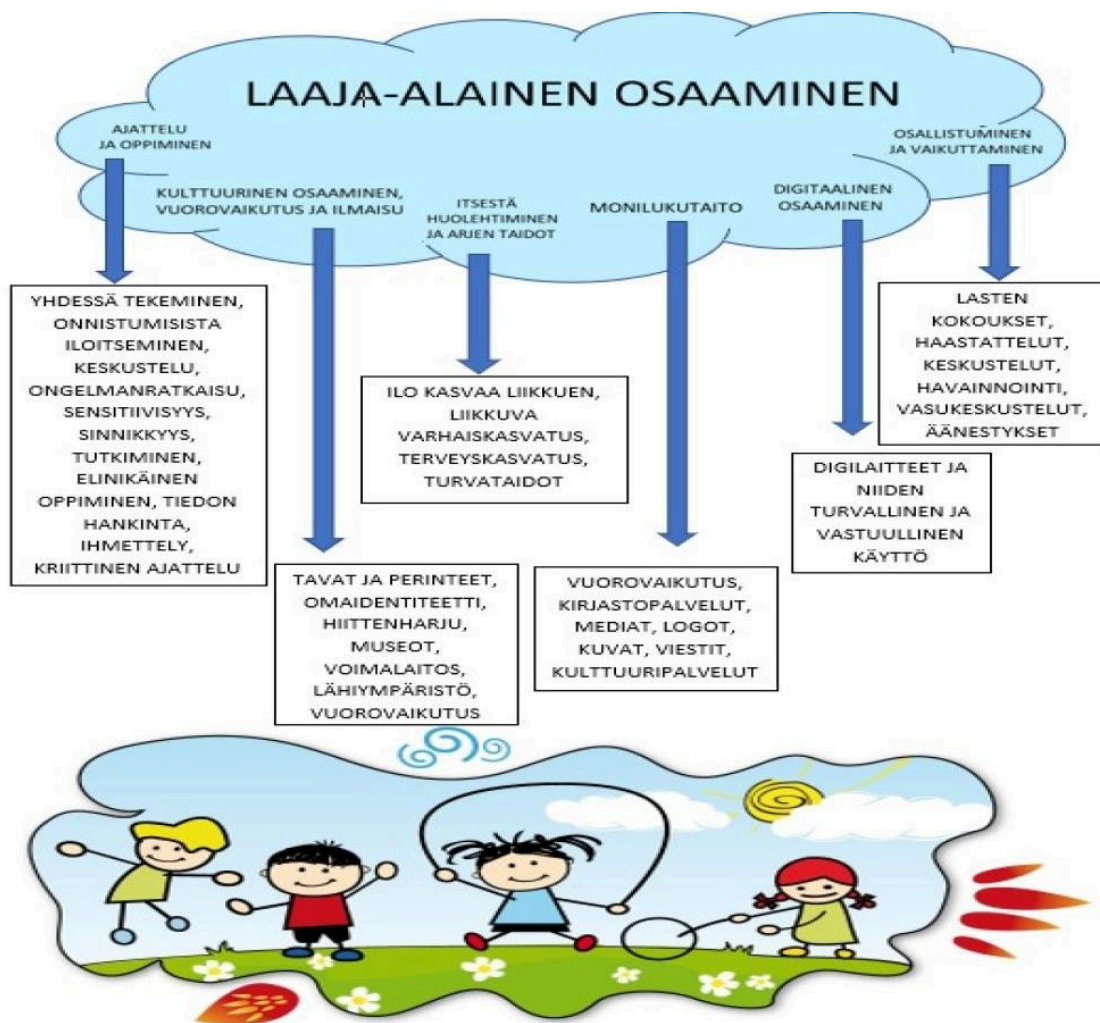 LAAJA-ALAINEN OSAAMINEN
AJATTELU
JA OPPIMINEN
KULTTUURINEN OSAAMINEN,
VUOROVAIKUTUS JA ILMAISU
ITSESTÄ
HUOLEHTIMINEN
JA ARJEN TAIDOT
MONILUKUTAITO
DIGITAALINEN
OSAAMINEN
OSALLISTUMINEN
JA VAIKUTTAMINEN
YHDESSÄ TEKEMINEN,
ONNISTUMISISTA
ILOITSEMINEN,
KESKUSTELU,
ONGELMANRATKAISU,
SENSITIIVISYYS,
SINNIKKYYS,
TUTKIMINEN,
ELINIKÄINEN
OPPIMINEN, TIEDON
HANKINTA,
IHMETTELY,
KRIITTINEN AJATTELU
TAVAT JA PERINTEET,
OMAIDENTITEETTI,
HIITTENHARJU,
MUSEOT,
VOIMALAITOS,
LÄHIYMPÄRISTÖ,
VUOROVAIKUTUS
ILO KASVAA LIIKKUEN,
LIIKKUVA
VARHAISKASVATUS,
TERVEYSKASVATUS,
TURVATAIDOT
VUOROVAIKUTUS,
KIRJASTOPALVELUT,
MEDIAT, LOGOT,
KUVAT, VIESTIT,
KULTTUURIPALVELUT
DIGILAITTEET JA
NIIDEN
TURVALLINEN JA
VASTUULLINEN
KÄYTTÖ
LASTEN
KOKOUKSET,
HAASTATTELUT,
KESKUSTELUT,
HAVAINNOINTI,
VASUKESKUSTELUT,
ÄÄNESTYKSET